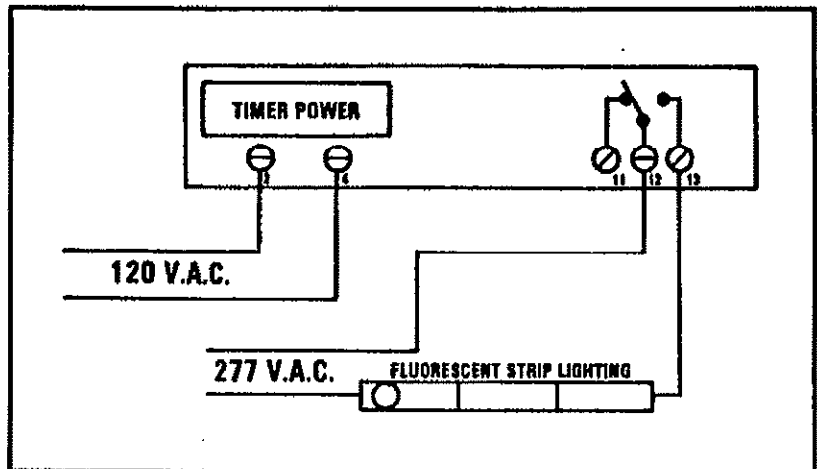 TIMER POWER
11 12 13
120 V.A.C.
277 V.A.C.
FLUORESCENT STRIP LIGHTING